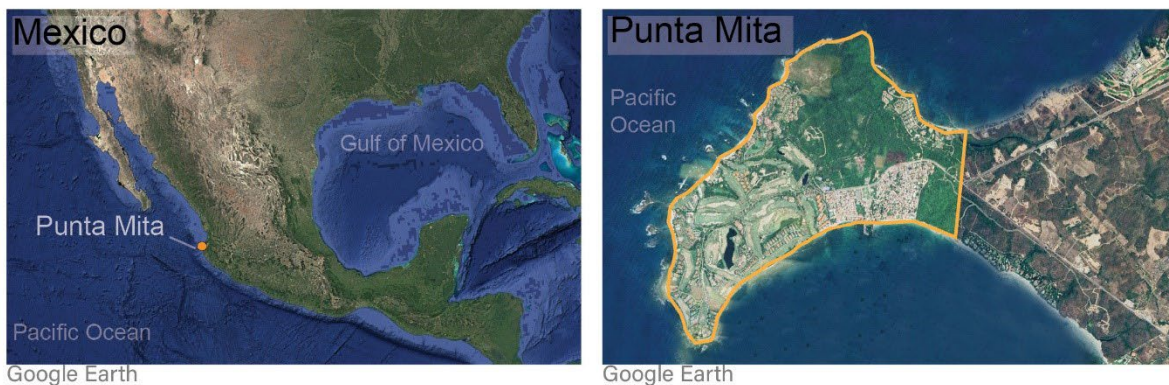 Mexico
Gulf of Mexico
Punta Mita
Pacific Ocean
Google Earth
Punta Mita
Pacific
Ocean
Google Earth